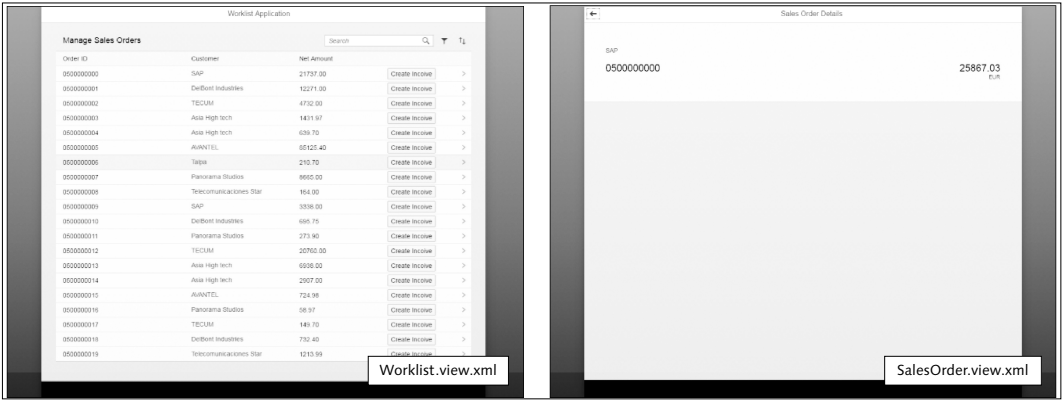 Worklist Application
Manage Sales Orders Search
Order ID Customer Net Amount
0500000000 SAP 21737.00 Create Incoive
0500000001 DelBont Industries 12271.00 Create Incoive
0500000002 TECUM 4732.00 Create Incoive
0500000003 Asia High tech 1431.97 Create Incoive
0500000004 Asia High tech 639.70 Create Incoive
0500000005 AVANTEL 85125.40 Create Incoive
0500000006 Talpa 210.70 Create Incoive
0500000007 Panorama Studios 8665.00 Create Incoive
0500000008 Telecomunicaciones Star 164.00 Create Incoive
0500000009 SAP 3338.00 Create Incoive
0500000010 DelBont Industries 695.75 Create Incoive
0500000011 Panorama Studios 273.90 Create Incoive
0500000012 TECUM 20760.00 Create Incoive
0500000013 Asia High tech 6938.00 Create Incoive
0500000014 Asia High tech 2907.00 Create Incoive
0500000015 AVANTEL 724.98 Create Incoive
0500000016 Panorama Studios 58.97 Create Incoive
0500000017 TECUM 149.70 Create Incoive
0500000018 DelBont Industries 732.40 Create Incoive
0500000019 Telecomunicaciones Star 1213.99 Create Incoive
Worklist.view.xml
Sales Order Details
SAP
0500000000 25867.03
EUR
SalesOrder.view.xml